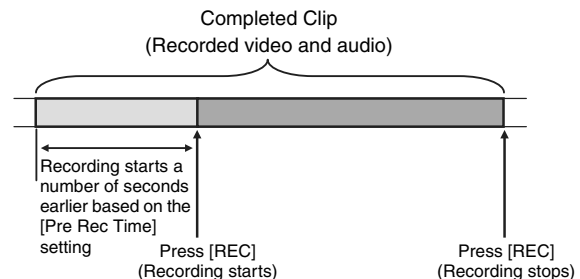 Completed Clip
(Recorded video and audio)
Recording starts a
number of seconds
earlier based on the
[Pre Rec Time]
setting
Press [REC]
(Recording starts)
Press [REC]
(Recording stops)